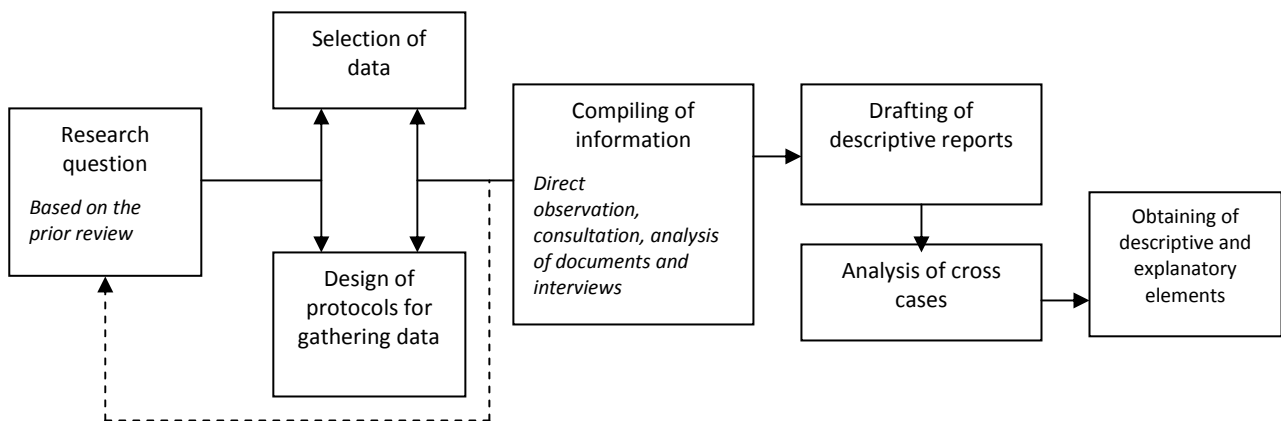 Research
question
Based on the
prior review
Selection of
data
Design of
protocols for
gathering data
Compiling of
information
Direct
observation,
consultation, analysis
of documents and
interviews
Drafting of
descriptive reports
Analysis of cross
cases
Obtaining of
descriptive and
explanatory
elements